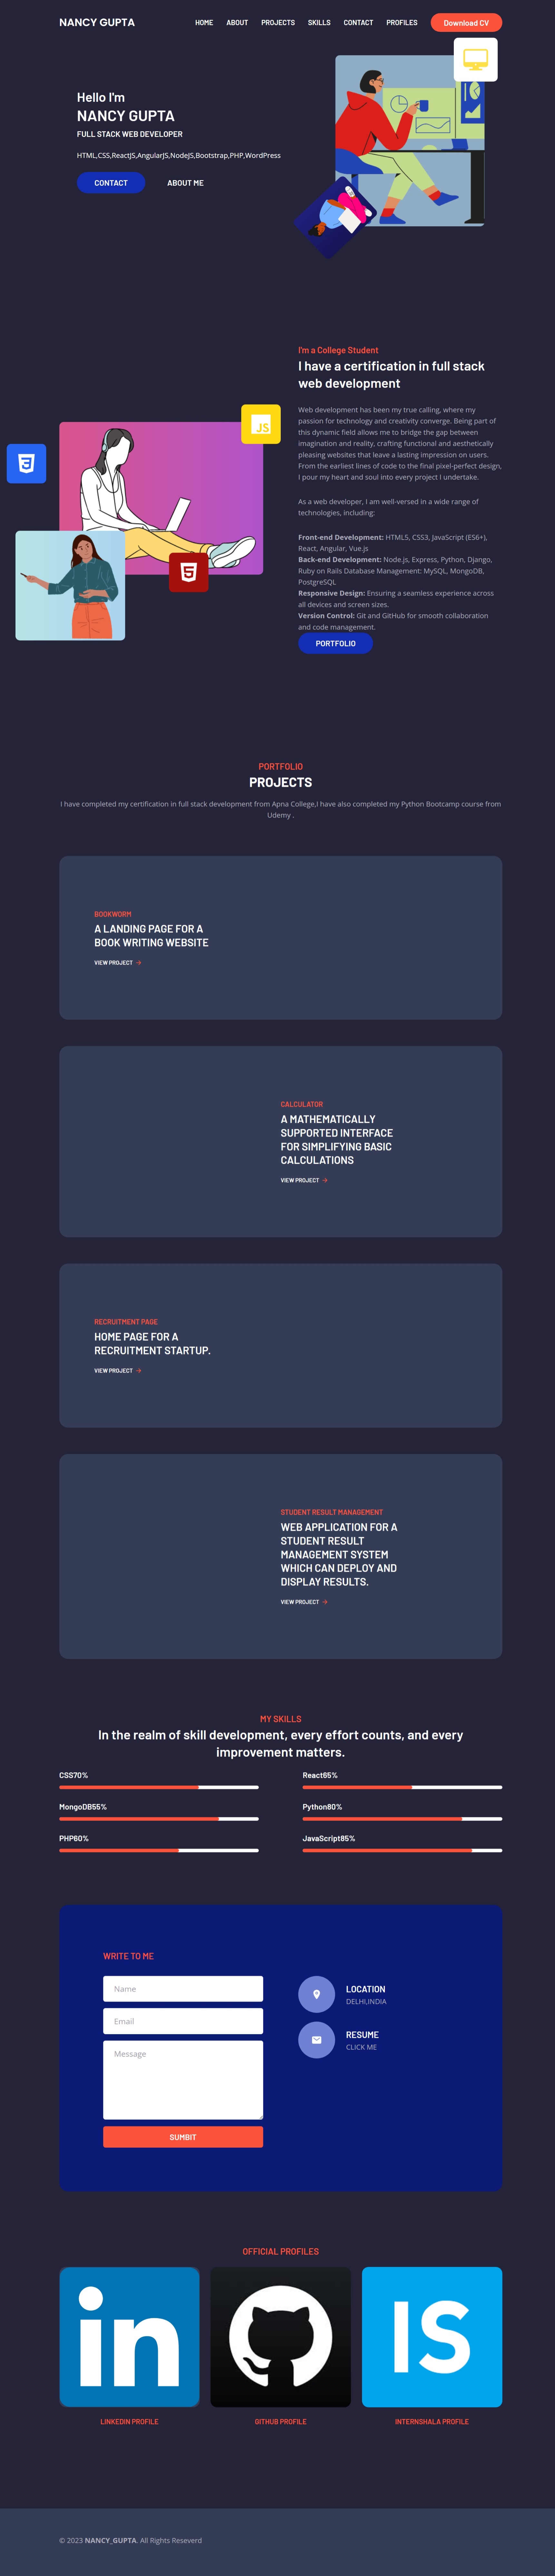 NANCY GUPTA
HOME ABOUT PROJECTS SKILLS CONTACT PROFILES Download CV
Hello I'm
NANCY GUPTA
FULL STACK WEB DEVELOPER
HTML,CSS,ReactJS,AngularJS,NodeJS,Bootstrap,PHP,WordPress
CONTACT ABOUT ME
I'm a College Student
I have a certification in full stack
web development
Web development has been my true calling, where my
passion for technology and creativity converge. Being part of
this dynamic field allows me to bridge the gap between
imagination and reality, crafting functional and aesthetically
pleasing websites that leave a lasting impression on users.
From the earliest lines of code to the final pixel-perfect design,
I pour my heart and soul into every project I undertake.
As a web developer, I am well-versed in a wide range of
technologies, including:
Front-end Development: HTML5, CSS3, JavaScript (ES6+),
React, Angular, Vue.js
Back-end Development: Node.js, Express, Python, Django,
Ruby on Rails Database Management: MySQL, MongoDB,
PostgreSQL
Responsive Design: Ensuring a seamless experience across
all devices and screen sizes.
Version Control: Git and GitHub for smooth collaboration
and code management.
PORTFOLIO
JS
PORTFOLIO
PROJECTS
I have completed my certification in full stack development from Apna College,I have also completed my Python Bootcamp course from
Udemy .
BOOKWORM
A LANDING PAGE FOR A
BOOK WRITING WEBSITE
VIEW PROJECT
CALCULATOR
A MATHEMATICALLY
SUPPORTED INTERFACE
FOR SIMPLIFYING BASIC
CALCULATIONS
VIEW PROJECT
RECRUITMENT PAGE
HOME PAGE FOR A
RECRUITMENT STARTUP.
VIEW PROJECT
STUDENT RESULT MANAGEMENT
WEB APPLICATION FOR A
STUDENT RESULT
MANAGEMENT SYSTEM
WHICH CAN DEPLOY AND
DISPLAY RESULTS.
VIEW PROJECT
MY SKILLS
In the realm of skill development, every effort counts, and every
improvement matters.
CSS70% React65%
MongoDB55% Python80%
PHP60% JavaScript85%
WRITE TO ME
Name
Email
Message
SUMBIT
LOCATION
DELHI,INDIA
RESUME
CLICK ME
OFFICIAL PROFILES
in
IS
LINKEDIN PROFILE GITHUB PROFILE INTERNSHALA PROFILE
© 2023 NANCY_GUPTA. All Rights Reseverd